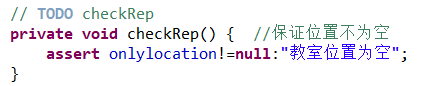 // TODO checkRep
private void checkRep() {  //保证位置不为空
    assert onlylocation!=null:"教室位置为空";
}